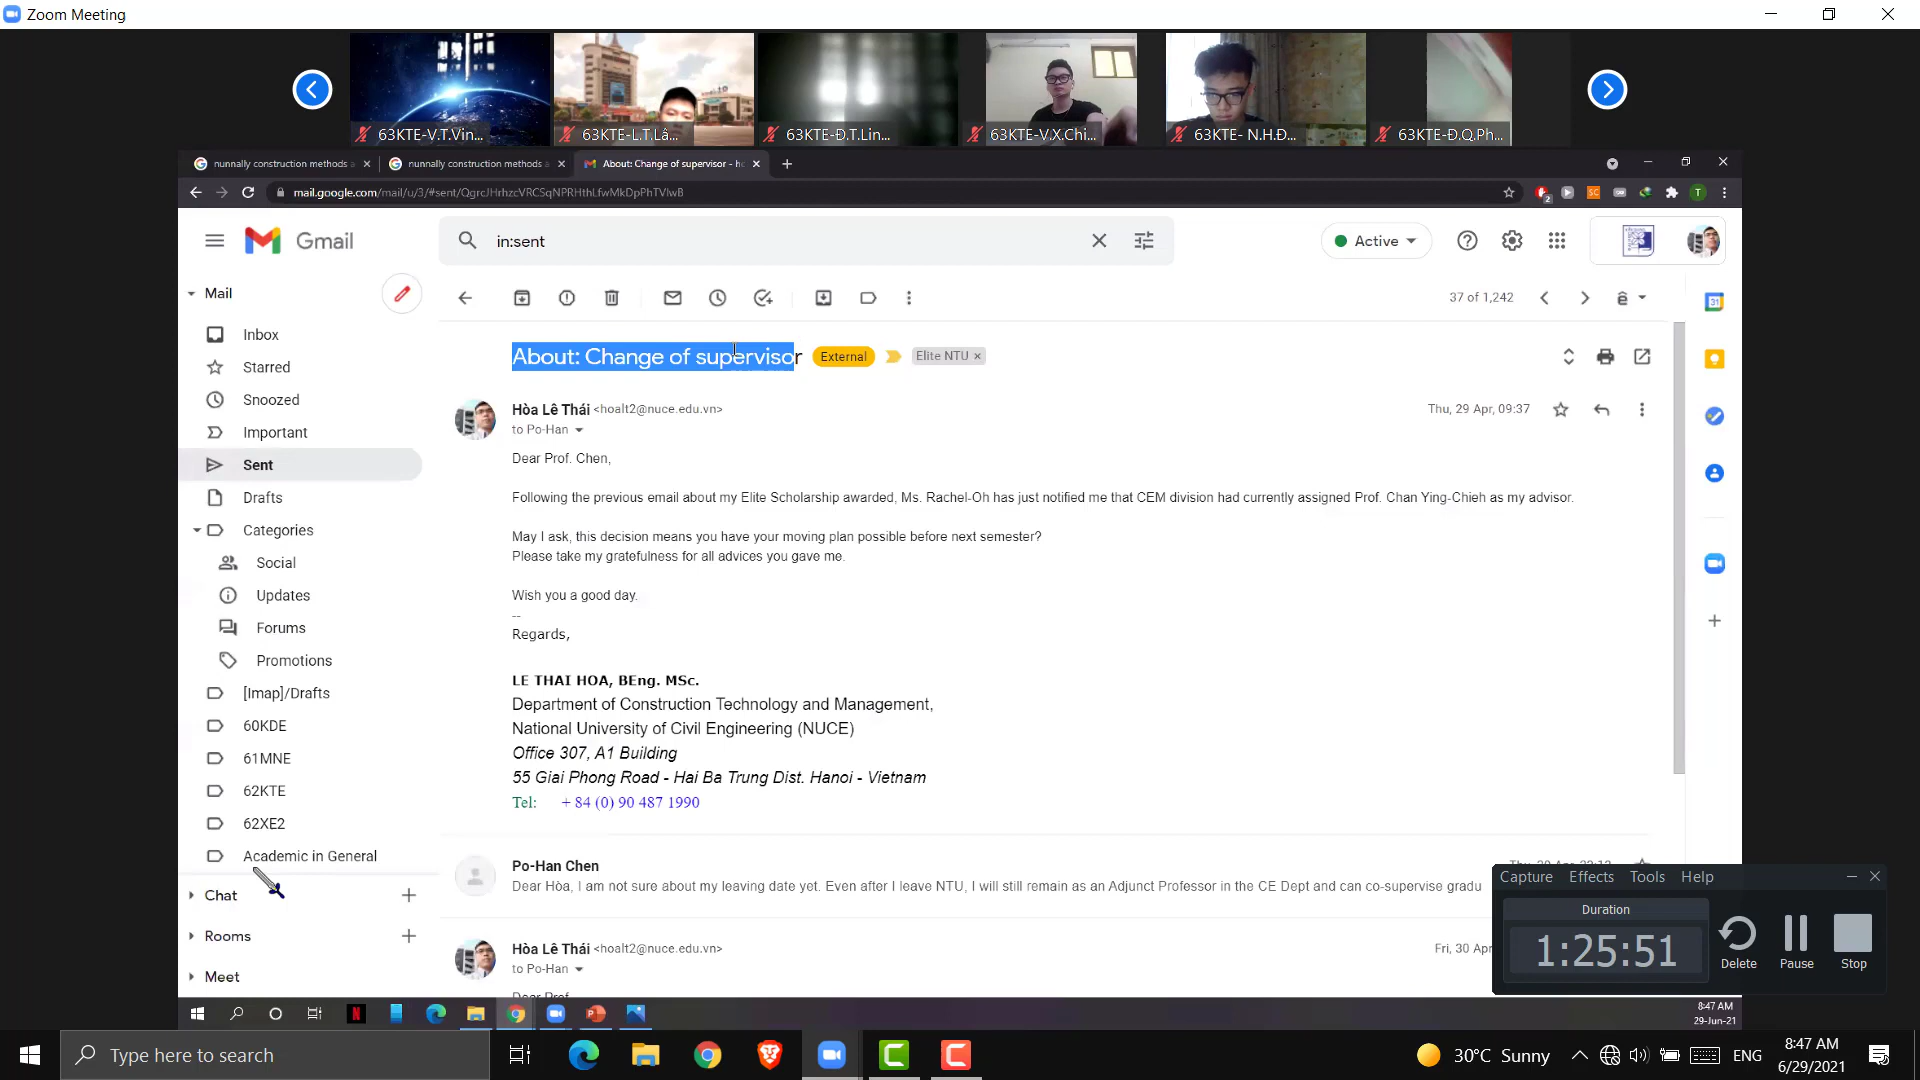 Zoom Meeting
63KTE-V.T.Vin...
63KTE-L.T.Lâ...
63KTE-Đ.T.Lin...
63KTE-V.X.Chi...
63KTE- N.H.Đ...
63KTE-Đ.Q.Ph...
nunnally construction methods a
nunnally construction methods a
About: Change of supervisor - ho
mail.google.com/mail/u/3/#sent/QgrcJHrhzcVRCSqNPRHthLfwMkDpPhTVlwB
Gmail
in:sent
Active
Mail
37 of 1,242
Inbox
Starred
Snoozed
Important
Sent
Drafts
Categories
Social
Updates
Forums
Promotions
[Imap]/Drafts
60KDE
61MNE
62KTE
62XE2
Academic in General
Chat
Rooms
Meet
About: Change of supervisor External Elite NTU ×
Hòa Lê Thái <hoalt2@nuce.edu.vn> Thu, 29 Apr, 09:37
to Po-Han
Dear Prof. Chen,
Following the previous email about my Elite Scholarship awarded, Ms. Rachel-Oh has just notified me that CEM division had currently assigned Prof. Chan Ying-Chieh as my advisor.
May I ask, this decision means you have your moving plan possible before next semester?
Please take my gratefulness for all advices you gave me.
Wish you a good day.
--
Regards,
LE THAI HOA, BEng. MSc.
Department of Construction Technology and Management,
National University of Civil Engineering (NUCE)
Office 307, A1 Building
55 Giai Phong Road - Hai Ba Trung Dist. Hanoi - Vietnam
Tel: + 84 (0) 90 487 1990
Po-Han Chen
Dear Hòa, I am not sure about my leaving date yet. Even after I leave NTU, I will still remain as an Adjunct Professor in the CE Dept and can co-supervise gradu
Hòa Lê Thái <hoalt2@nuce.edu.vn> Fri, 30 Apr
to Po-Han
Dear Prof
Capture Effects Tools Help
Duration
1:25:51
Delete Pause Stop
8:47 AM
29-Jun-21
Type here to search
30°C Sunny
ENG
8:47 AM
6/29/2021